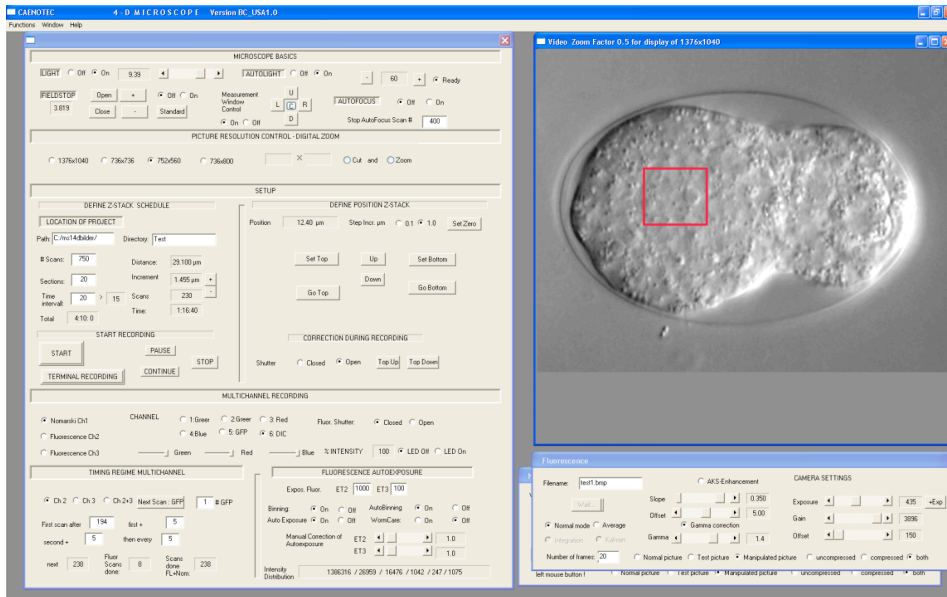 CAENOTEC 4 - D MICROSCOPE Version BC_USA1.0
Functions Window Help
MICROSCOPE BASICS
LIGHT Off On 9.39 AUTOLIGHT Off On - 60 + Ready
FIELDSTOP 3.819 Open + Off On
Close - Standard
Measurement Window Control On Off
U
L C R
D
AUTOFOCUS Off On
Stop AutoFocus Scan # 400
PICTURE RESOLUTION CONTROL - DIGITAL ZOOM
1376x1040 736x736 752x560 736x800 X Cut and Zoom
SETUP
DEFINE Z-STACK SCHEDULE
LOCATION OF PROJECT
Path: C:/ms14dbilder/ Directory: Test
# Scans: 750 Distance: 29.100 µm
Sections: 20 Increment 1.455 µm + -
Time interval: 20 > 15 Scans 230
Total 4:10: 0 Time: 1:16:40
START RECORDING
START PAUSE STOP
TERMINAL RECORDING CONTINUE
DEFINE POSITION Z-STACK
Position 12.40 µm Step Incr. µm 0.1 1.0 Set Zero
Set Top Up Set Bottom
Go Top Down Go Bottom
CORRECTION DURING RECORDING
Shutter Closed Open Top Up Top Down
MULTICHANNEL RECORDING
Nomarski Ch1 CHANNEL 1:Green 2:Green 3: Red Fluor. Shutter: Closed Open
Fluorescence Ch2 4:Blue 5: GFP 6: DIC
Fluorescence Ch3 Green Red Blue % INTENSITY 100 LED Off LED On
TIMING REGIME MULTICHANNEL
Ch 2 Ch 3 Ch 2+3 Next Scan : GFP 1 # GFP
First scan after 194 first + 5
second + 5 then every 5
next 238 Fluor Scans done: 8 Scans done FL+Nom: 238
FLUORESCENCE AUTOEXPOSURE
Expos. Fluor. ET2 1000 ET3 100
Binning: On Off AutoBinning On Off
Auto Exposure On Off WormCare: On Off
Manual Correction of Autoexposure ET2 1.0
ET3 1.0
Intensity Distribution 1386316 / 26959 / 16476 / 1042 / 247 / 1075
Video Zoom Factor 0.5 for display of 1376x1040
Fluorescence
Filename: test1.bmp AKS-Enhancement CAMERA SETTINGS
Wait... Slope 0.350 Exposure 435 +Exp
Offset 5.00 Gain 3896
Normal mode Average Gamma correction Offset 150
Integration Kalman Gamma 1.4
Number of frames: 20 Normal picture Test picture Manipulated picture uncompressed compressed both
left mouse button ! Normal picture Test picture Manipulated picture uncompressed compressed both